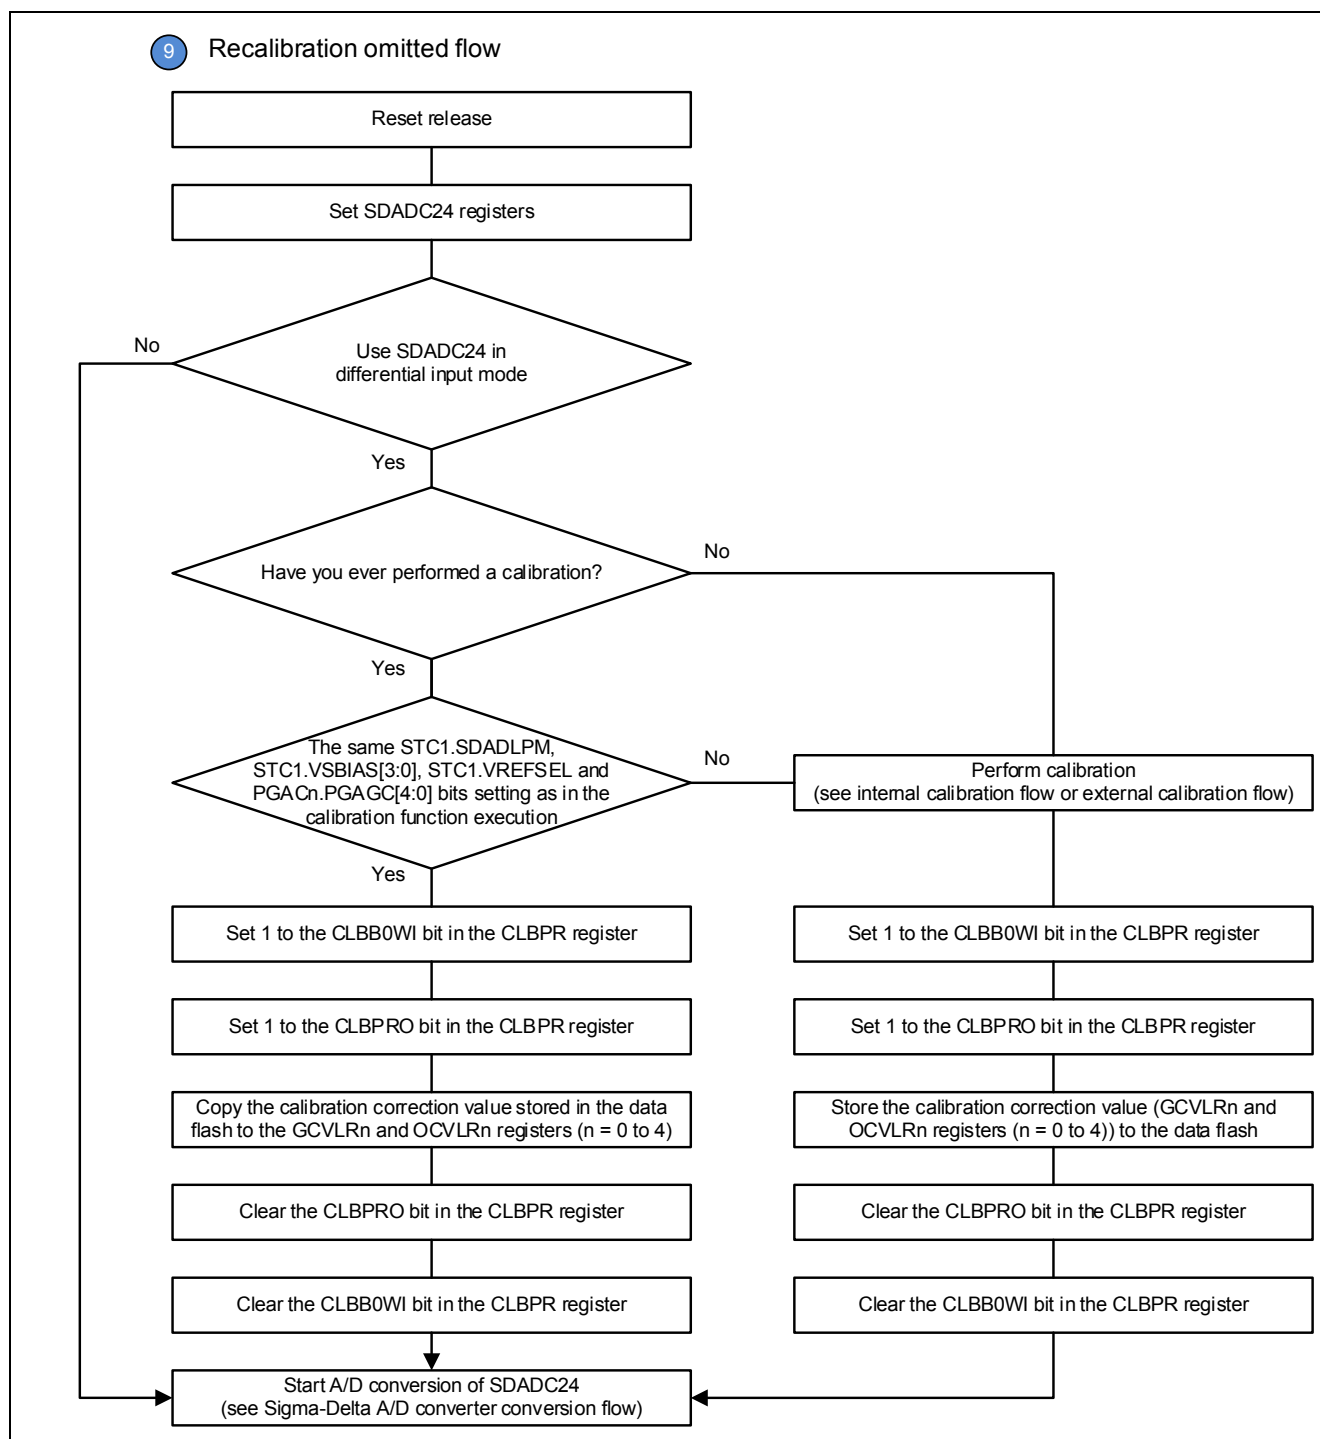 9 Recalibration omitted flow
Reset release
Set SDADC24 registers
No
Use SDADC24 in
differential input mode
Yes
No
Have you ever performed a calibration?
Yes
The same STC1.SDADLPM,
STC1.VSBIAS[3:0], STC1.VREFSEL and
PGACn.PGAGC[4:0] bits setting as in the
calibration function execution
No
Perform calibration
(see internal calibration flow or external calibration flow)
Yes
Set 1 to the CLBB0WI bit in the CLBPR register
Set 1 to the CLBPRO bit in the CLBPR register
Copy the calibration correction value stored in the data
flash to the GCVLRn and OCVLRn registers (n = 0 to 4)
Clear the CLBPRO bit in the CLBPR register
Clear the CLBB0WI bit in the CLBPR register
Set 1 to the CLBB0WI bit in the CLBPR register
Set 1 to the CLBPRO bit in the CLBPR register
Store the calibration correction value (GCVLRn and
OCVLRn registers (n = 0 to 4)) to the data flash
Clear the CLBPRO bit in the CLBPR register
Clear the CLBB0WI bit in the CLBPR register
Start A/D conversion of SDADC24
(see Sigma-Delta A/D converter conversion flow)